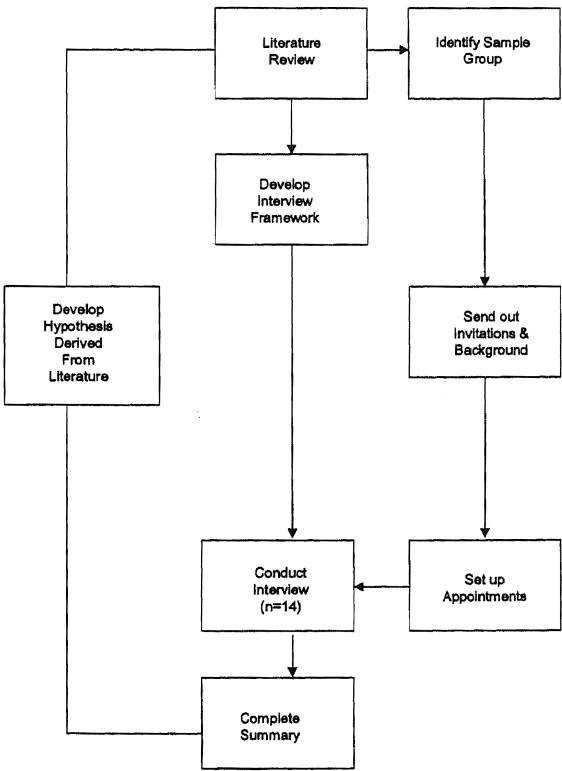 Literature
Review
Identify Sample
Group
Develop
Interview
Framework
Develop
Hypothesis
Derived
From
Literature
Send out
Invitations &
Background
Conduct
Interview
(n=14)
Set up
Appointments
Complete
Summary